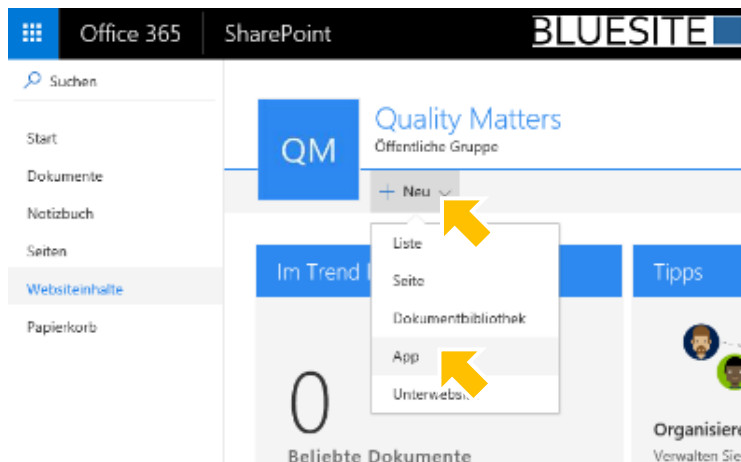 Office 365 SharePoint BLUESITE
Suchen
Start
Dokumente
Notizbuch
Seiten
Websiteinhalte
Papierkorb
QM
Quality Matters
Öffentliche Gruppe
+ Neu
Liste
Seite
Dokumentbibliothek
App
Im Trend
0
Beliebte Dokumente
Tipps
Verwalten Sie